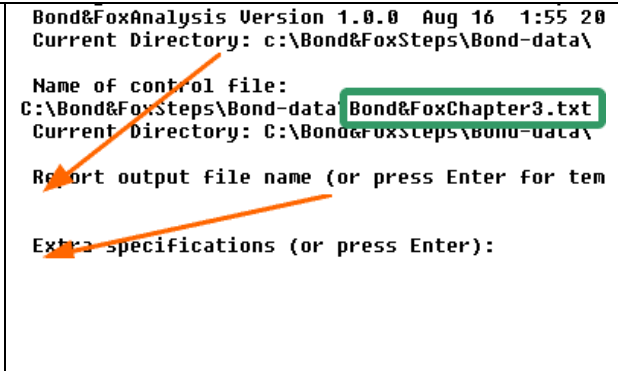 Bond&FoxAnalysis Version 1.0.0 Aug 16 1:55 20
Current Directory: c:\Bond&FoxSteps\Bond-data\
Name of control file:
C:\Bond&FoxSteps\Bond-data\Bond&FoxChapter3.txt
Current Directory: C:\Bond&FoxSteps\Bond-data\
Report output file name (or press Enter for tem
Extra specifications (or press Enter):